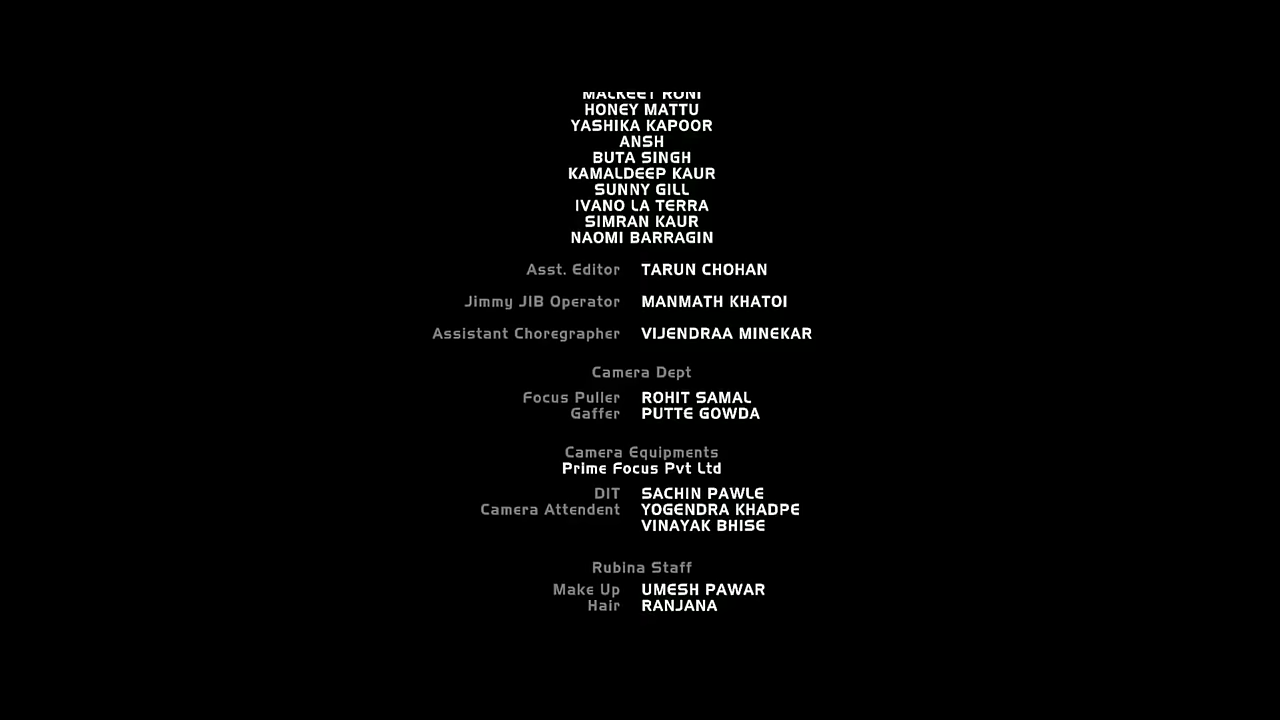 MALKEET RONI
HONEY MATTU
YASHIKA KAPOOR
ANSH
BUTA SINGH
KAMALDEEP KAUR
SUNNY GILL
IVANO LA TERRA
SIMRAN KAUR
NAOMI BARRAGIN
Asst. Editor TARUN CHOHAN
Jimmy JIB Operator MANMATH KHATOI
Assistant Choregrapher VIJENDRAA MINEKAR
Camera Dept
Focus Puller ROHIT SAMAL
Gaffer PUTTE GOWDA
Camera Equipments
Prime Focus Pvt Ltd
DIT SACHIN PAWLE
Camera Attendent YOGENDRA KHADPE
VINAYAK BHISE
Rubina Staff
Make Up UMESH PAWAR
Hair RANJANA